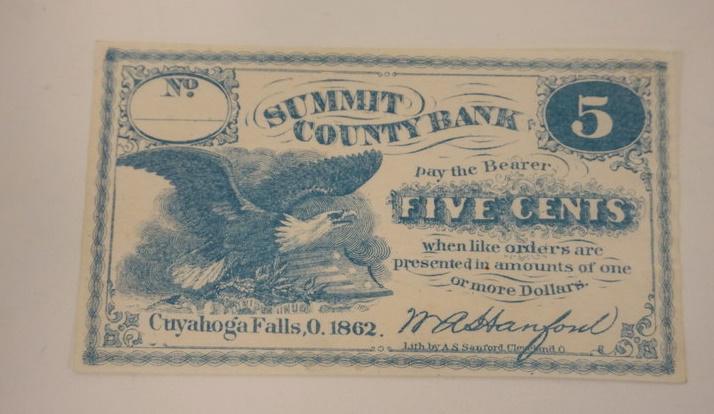 No
SUMMIT
COUNTY BANK
5
pay the Bearer
FIVE CENTS
when like orders are
presented in amounts of one
or more Dollars.
Cuyahoga Falls, O. 1862.
W A Hanford
Lith. by A.S. Sanford, Cleveland O.